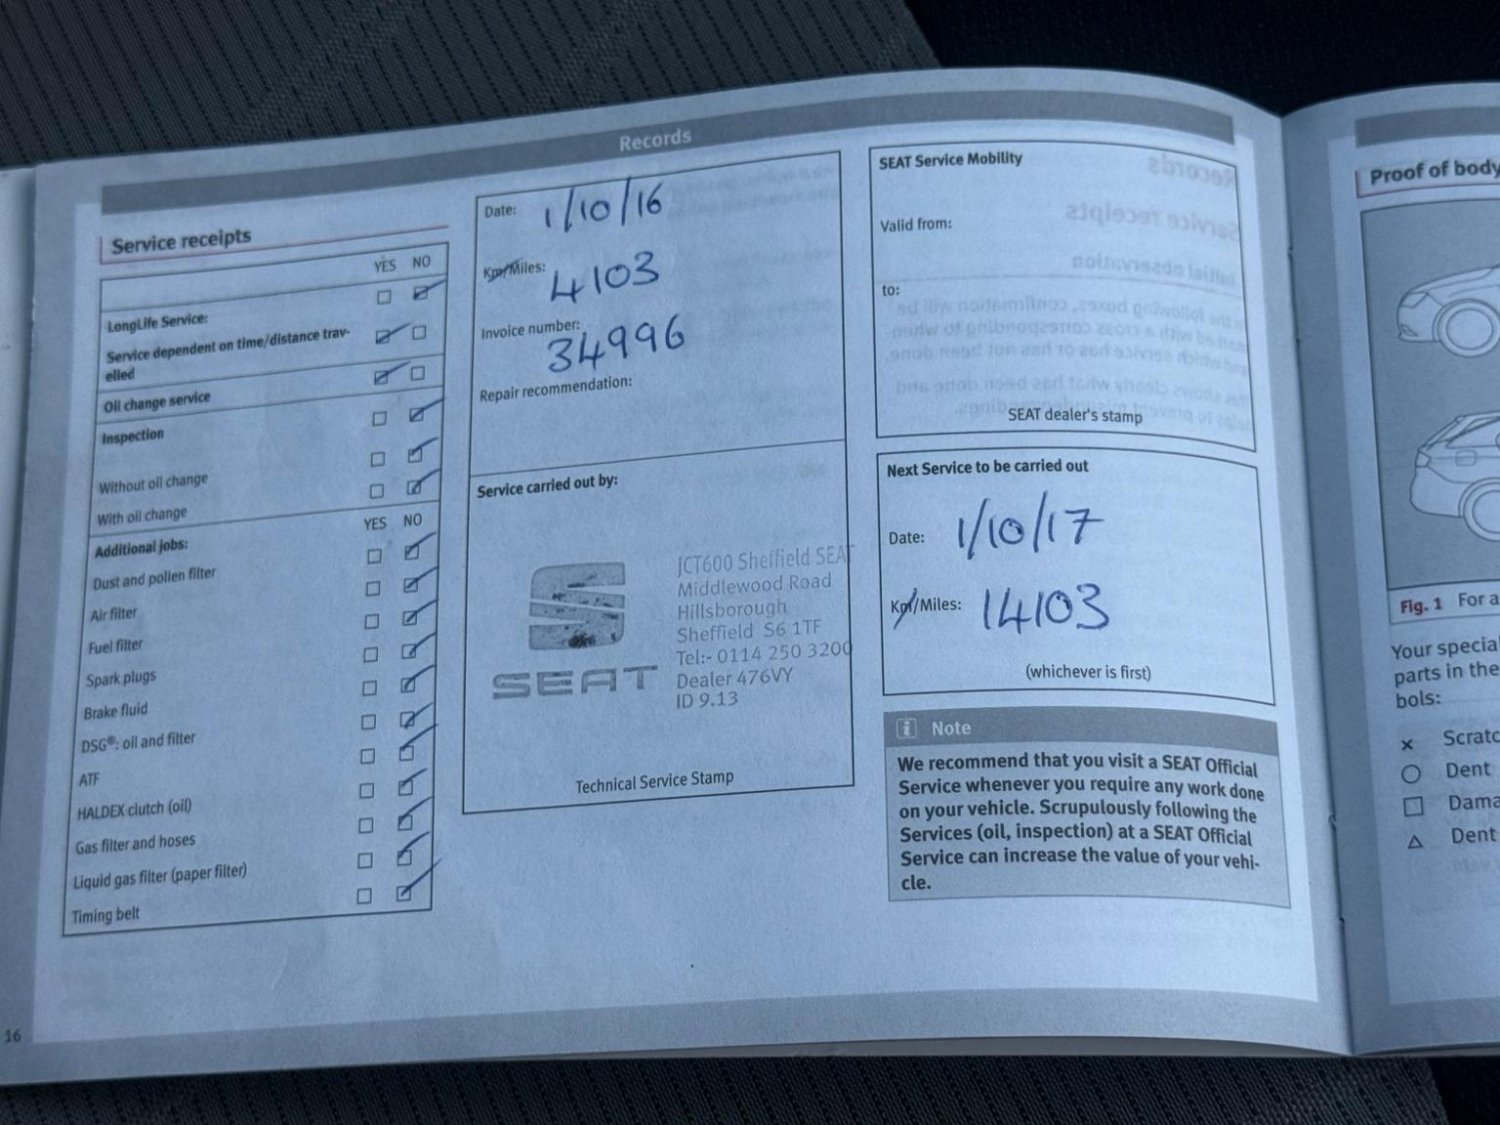 Records
Service receipts
YES NO
LongLife Service:
Service dependent on time/distance trav-
elled
Oil change service
Inspection
Without oil change
With oil change
YES NO
Additional jobs:
Dust and pollen filter
Air filter
Fuel filter
Spark plugs
Brake fluid
DSG®: oil and filter
ATF
HALDEX clutch (oil)
Gas filter and hoses
Liquid gas filter (paper filter)
Timing belt
16
Date: 1/10/16
Km/Miles: 4103
Invoice number: 34996
Repair recommendation:
Service carried out by:
SEAT
JCT600 Sheffield SEAT
Middlewood Road
Hillsborough
Sheffield S6 1TF
Tel:- 0114 250 3200
Dealer 476VY
ID 9.13
Technical Service Stamp
SEAT Service Mobility
Valid from:
to:
SEAT dealer's stamp
Next Service to be carried out
Date: 1/10/17
Km/Miles: 14103
(whichever is first)
i Note
We recommend that you visit a SEAT Official
Service whenever you require any work done
on your vehicle. Scrupulously following the
Services (oil, inspection) at a SEAT Official
Service can increase the value of your vehi-
cle.
Proof of body
Fig. 1 For a
Your specia
parts in the
bols:
Scratc
Dent
Dama
Dent